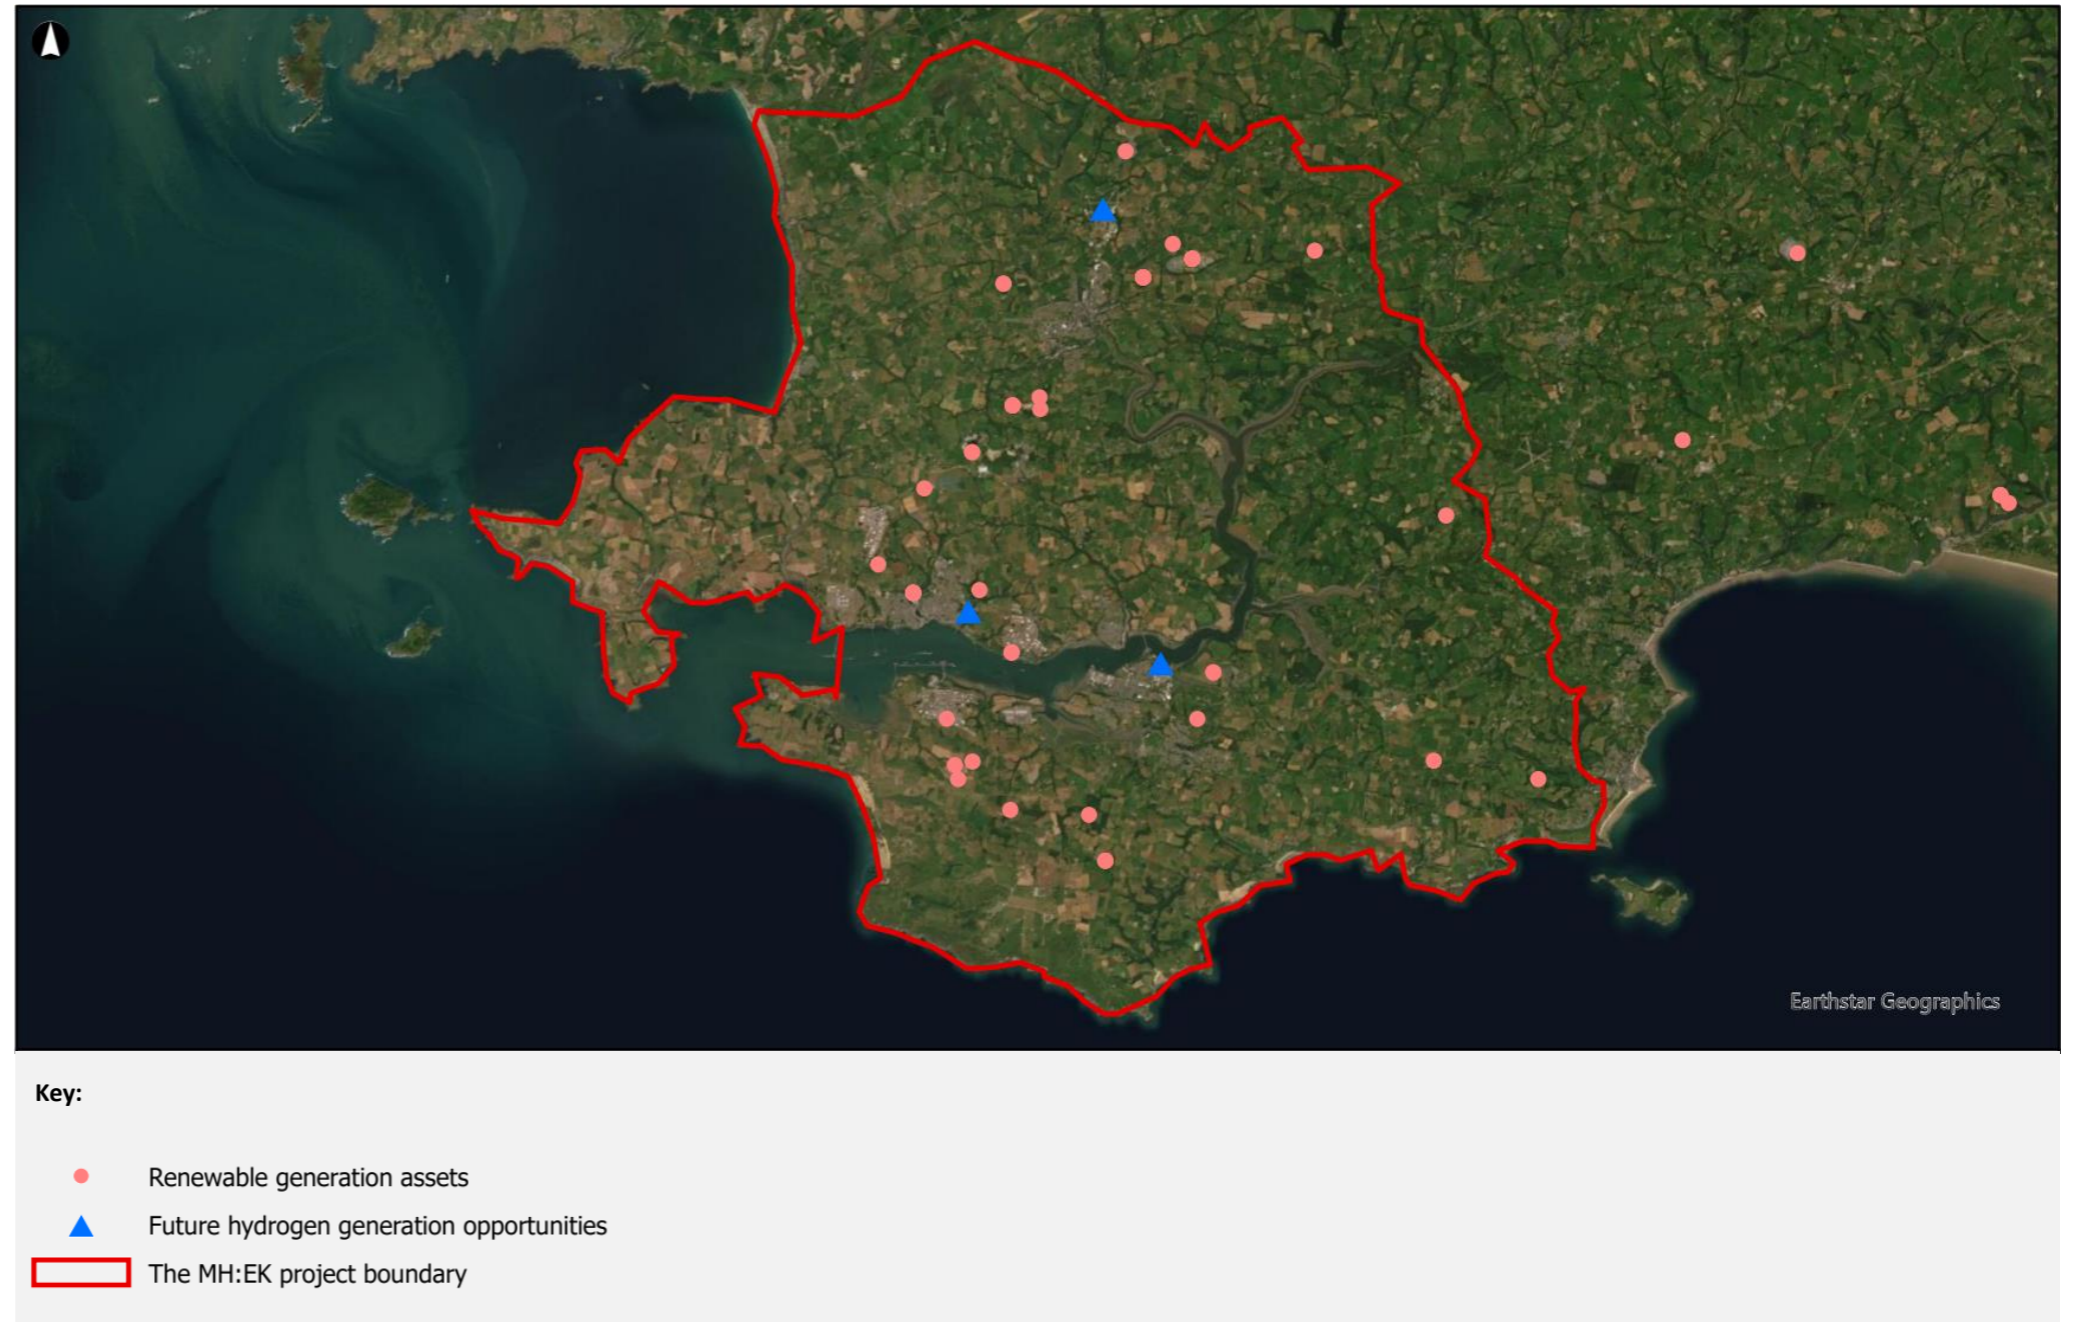 Earthstar Geographics
Key:
Renewable generation assets
Future hydrogen generation opportunities
The MH:EK project boundary